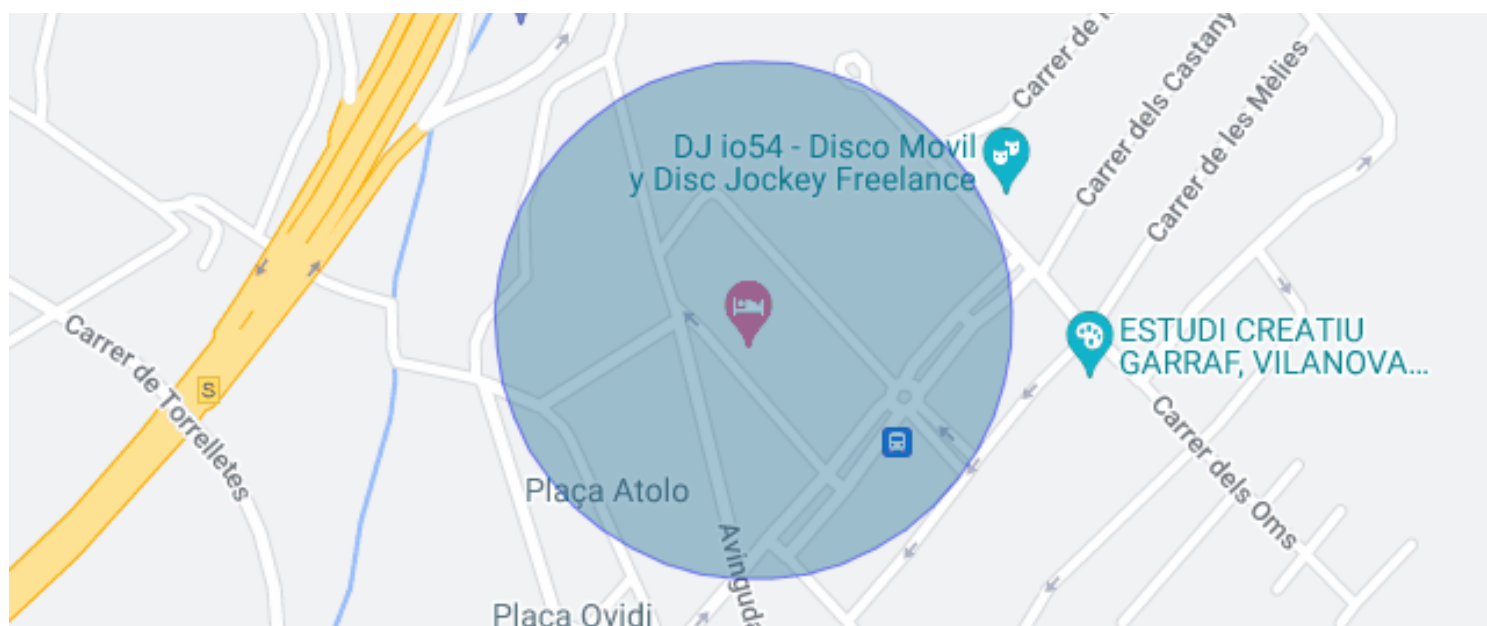 Carrer de l
DJ io54 - Disco Movil
y Disc Jockey Freelance
Carrer dels Castany
Carrer de les Mèlies
Carrer de Torrelletes
S
ESTUDI CREATIU
GARRAF, VILANOVA...
Carrer dels Oms
Plaça Atolo
Avinguda
Plaça Ovidi